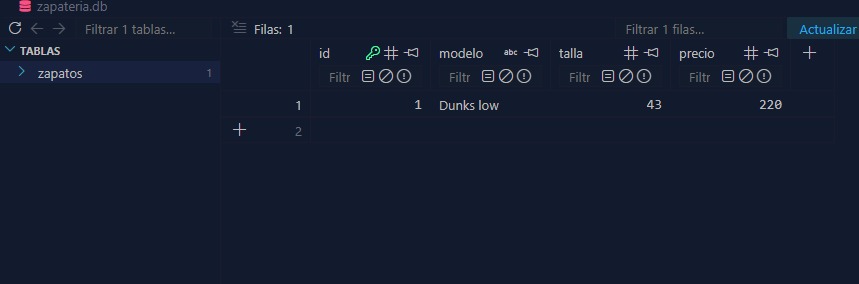 zapateria.db
Filtrar 1 tablas... Filas: 1 Filtrar 1 filas... Actualizar
TABLAS
zapatos 1
id modelo abc talla precio
Filtr Filtr Filtr Filtr
1 1 Dunks low 43 220
2